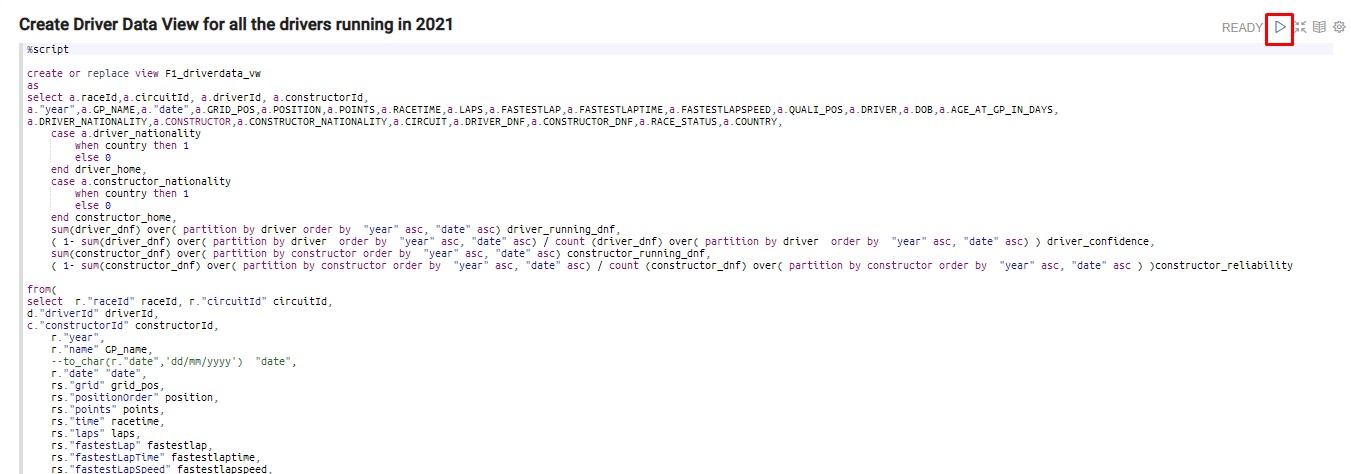 Create Driver Data View for all the drivers running in 2021
READY
%script
create or replace view F1_driverdata_vw
as
select a.raceId,a.circuitId, a.driverId, a.constructorId,
a."year",a.GP_NAME,a."date",a.GRID_POS,a.POSITION,a.POINTS,a.RACETIME,a.LAPS,a.FASTESTLAP,a.FASTESTLAPTIME,a.FASTESTLAPSPEED,a.QUALI_POS,a.DRIVER,a.DOB,a.AGE_AT_GP_IN_DAYS,
a.DRIVER_NATIONALITY,a.CONSTRUCTOR,a.CONSTRUCTOR_NATIONALITY,a.CIRCUIT,a.DRIVER_DNF,a.CONSTRUCTOR_DNF,a.RACE_STATUS,a.COUNTRY,
case a.driver_nationality
when country then 1
else 0
end driver_home,
case a.constructor_nationality
when country then 1
else 0
end constructor_home,
sum(driver_dnf) over( partition by driver order by  "year" asc, "date" asc) driver_running_dnf,
( 1- sum(driver_dnf) over( partition by driver  order by  "year" asc, "date" asc) / count (driver_dnf) over( partition by driver  order by  "year" asc, "date" asc) ) driver_confidence,
sum(constructor_dnf) over( partition by constructor order by  "year" asc, "date" asc) constructor_running_dnf,
( 1- sum(constructor_dnf) over( partition by constructor order by  "year" asc, "date" asc) / count (constructor_dnf) over( partition by constructor order by  "year" asc, "date" asc ) )constructor_reliability
from(
select  r."raceId" raceId, r."circuitId" circuitId,
d."driverId" driverId,
c."constructorId" constructorId,
r."year",
r."name" GP_name,
--to_char(r."date",'dd/mm/yyyy')  "date",
r."date" "date",
rs."grid" grid_pos,
rs."positionOrder" position,
rs."points" points,
rs."time" racetime,
rs."laps" laps,
rs."fastestLap" fastestlap,
rs."fastestLapTime" fastestlaptime,
rs."fastestLapSpeed" fastestlapspeed,